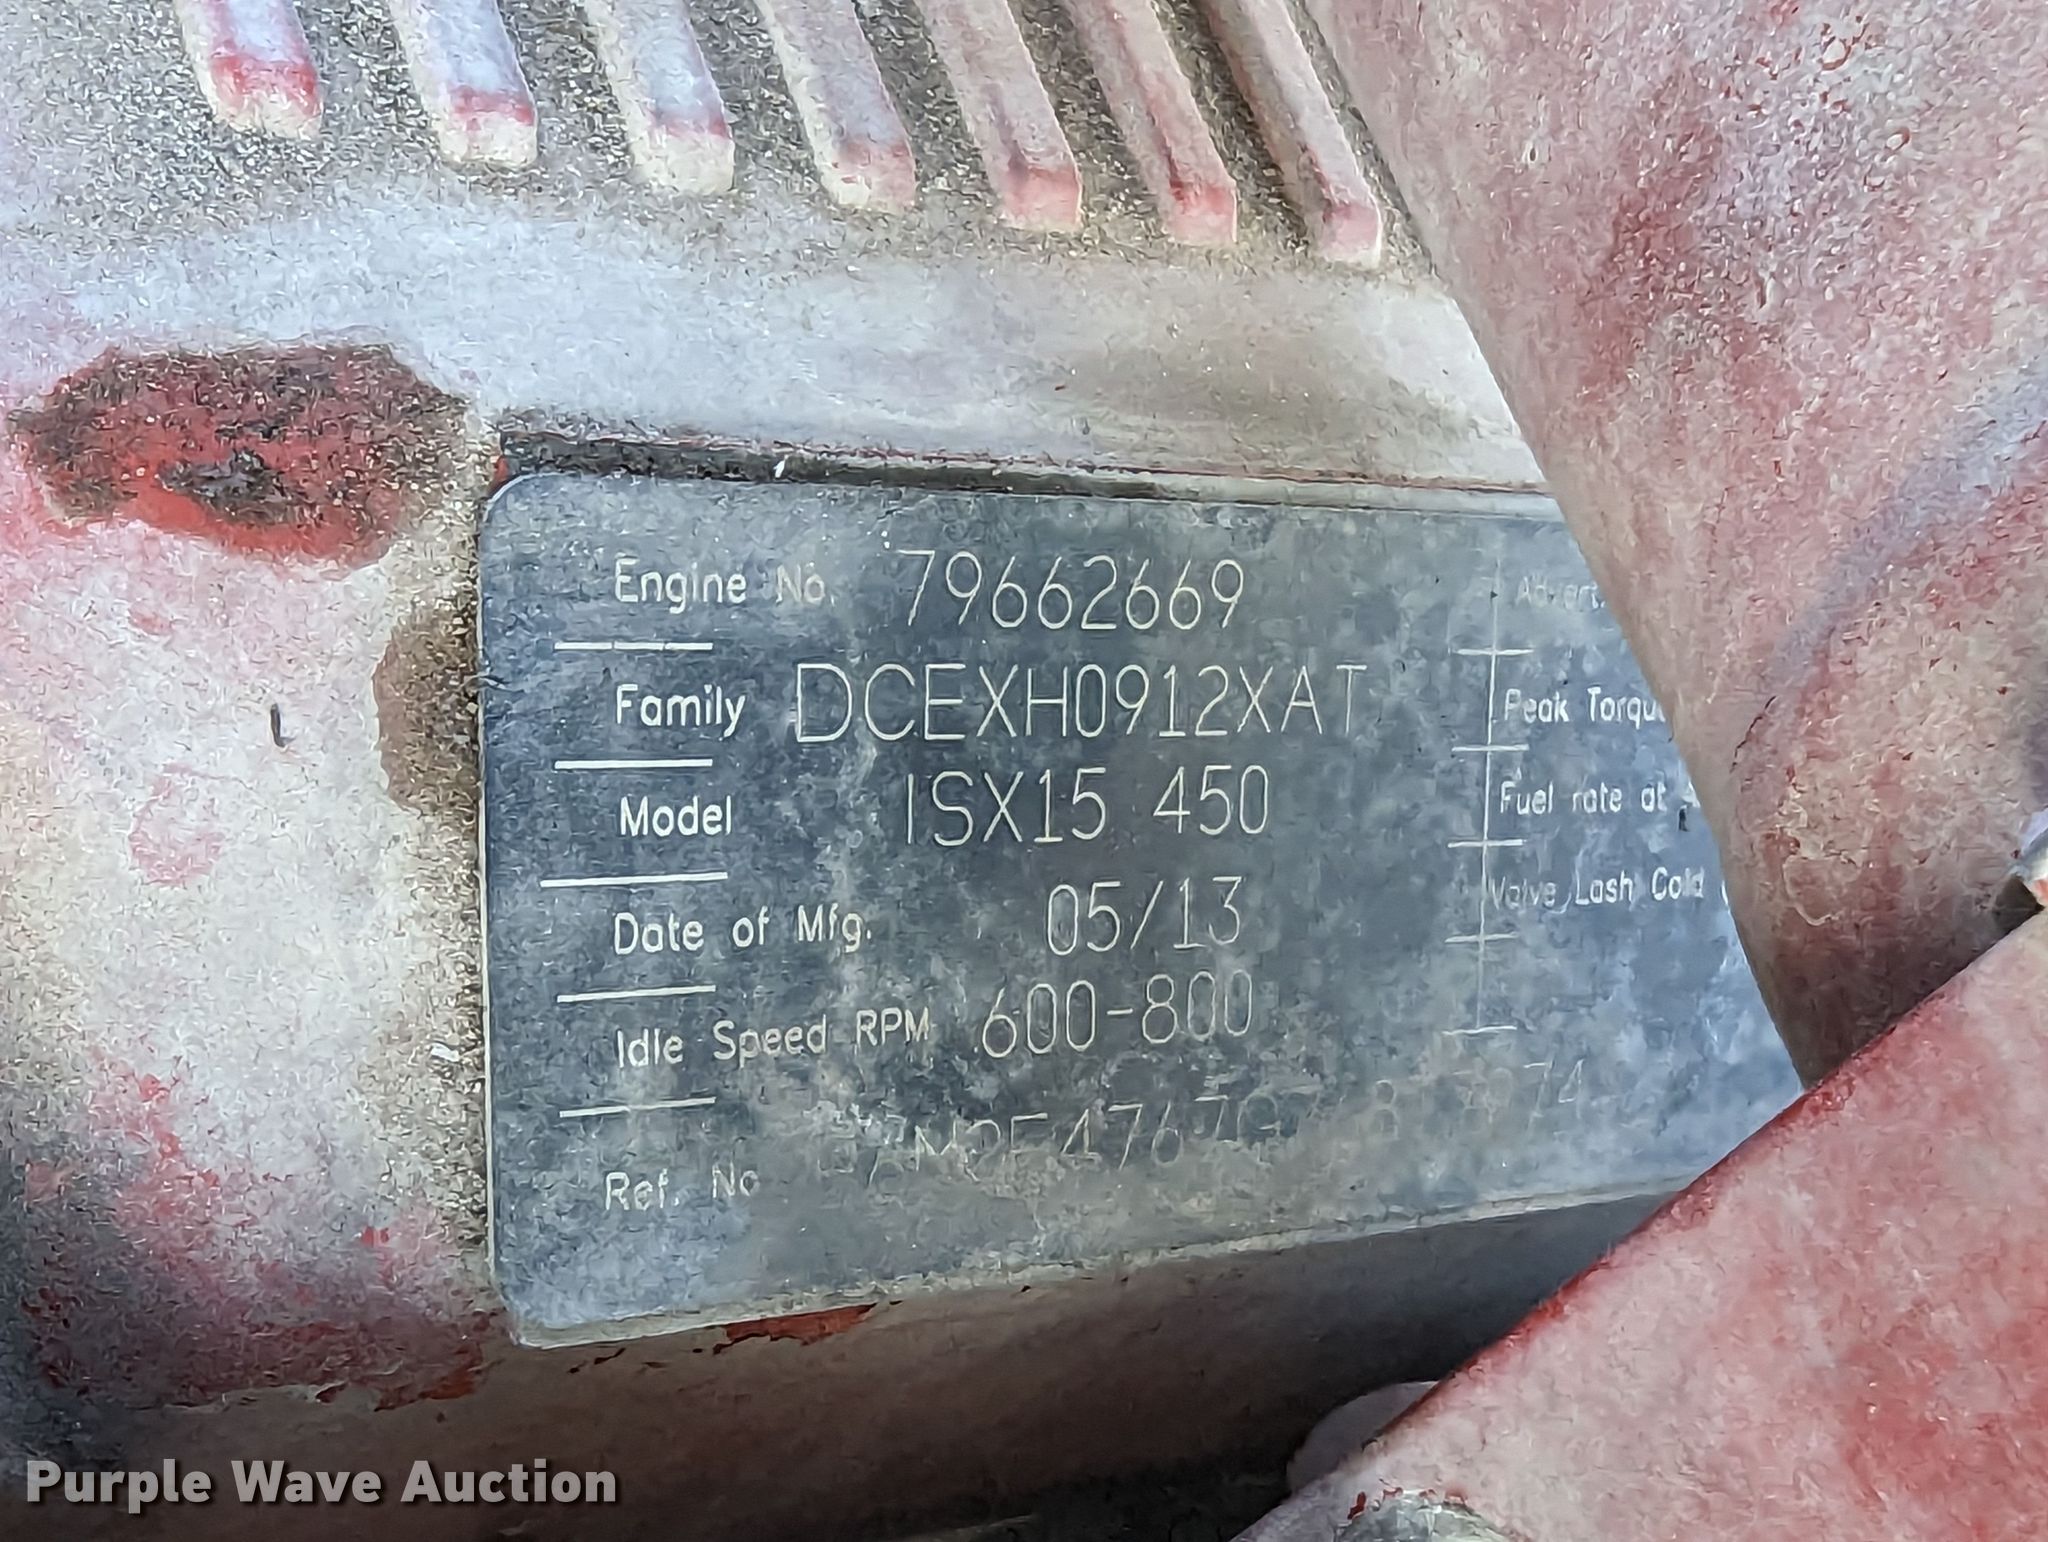 Engine No. 79662669
Family DCEXH0912XAT
Model ISX15 450
Date of Mfg. 05/13
Idle Speed RPM 600-800
Ref. No
Peak Torque
Fuel rate at
Valve Lash Cold
Purple Wave Auction